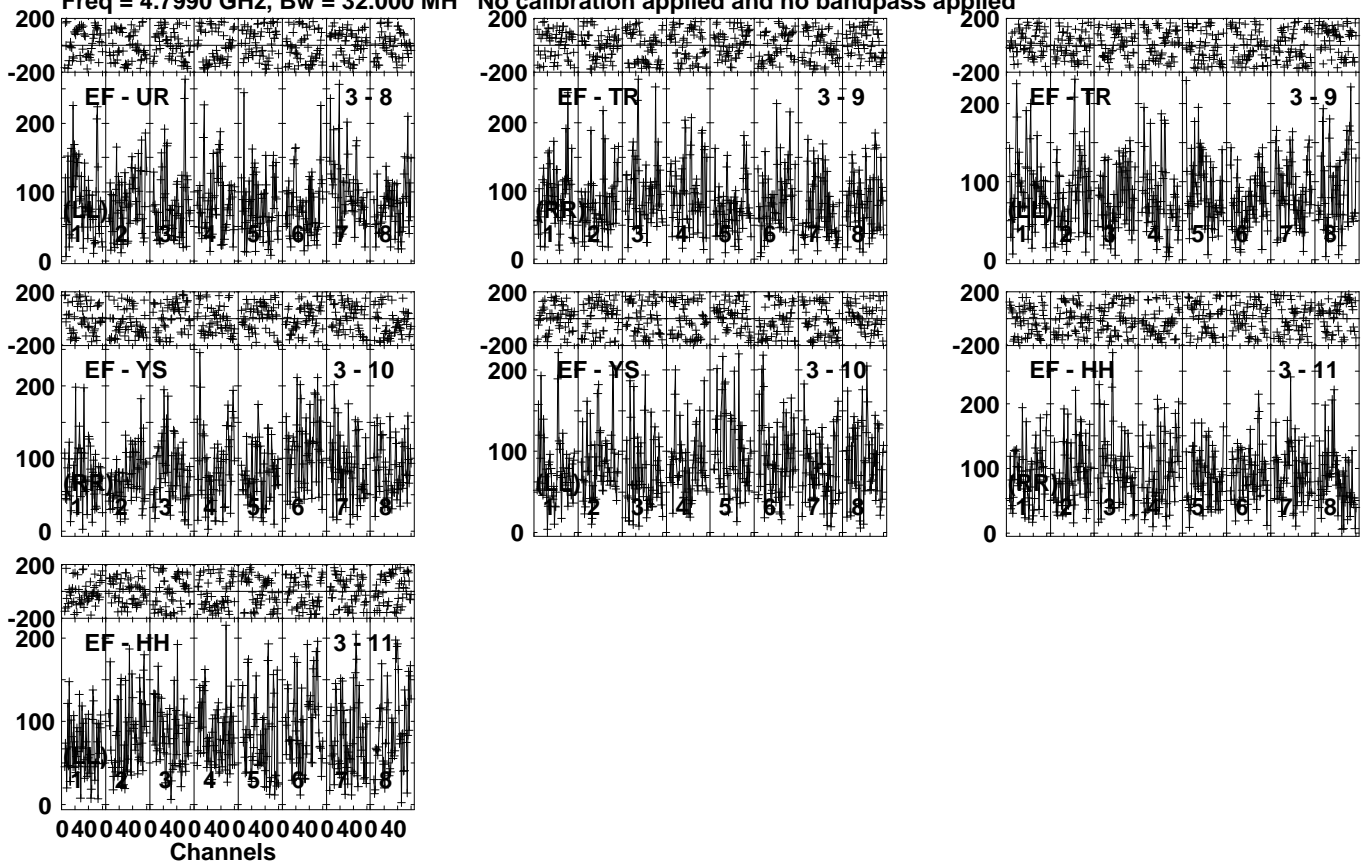 Freq = 4.7990 GHz, Bw = 32.000 MH No calibration applied and no bandpass applied
200 200 200
-200 -200 -200
EF - UR 3 - 8 EF - TR 3 - 9 EF - TR 3 - 9
200 200 200
100 100 100
(LL) (RR) (LL)
1 2 3 4 5 6 7 8 1 2 3 4 5 6 7 8 1 2 3 4 5 6 7 8
0 0 0
200 200 200
-200 -200 -200
EF - YS 3 - 10 EF - YS 3 - 10 EF - HH 3 - 11
200 200 200
100 100 100
(RR) (LL) (RR)
1 2 3 4 5 6 7 8 1 2 3 4 5 6 7 8 1 2 3 4 5 6 7 8
0 0 0
200
-200
200 EF - HH 3 - 11
100
(LL)
1 2 3 4 5 6 7 8
0
0 40 0 40 0 40 0 40 0 40 0 40 0 40 0 40
Channels